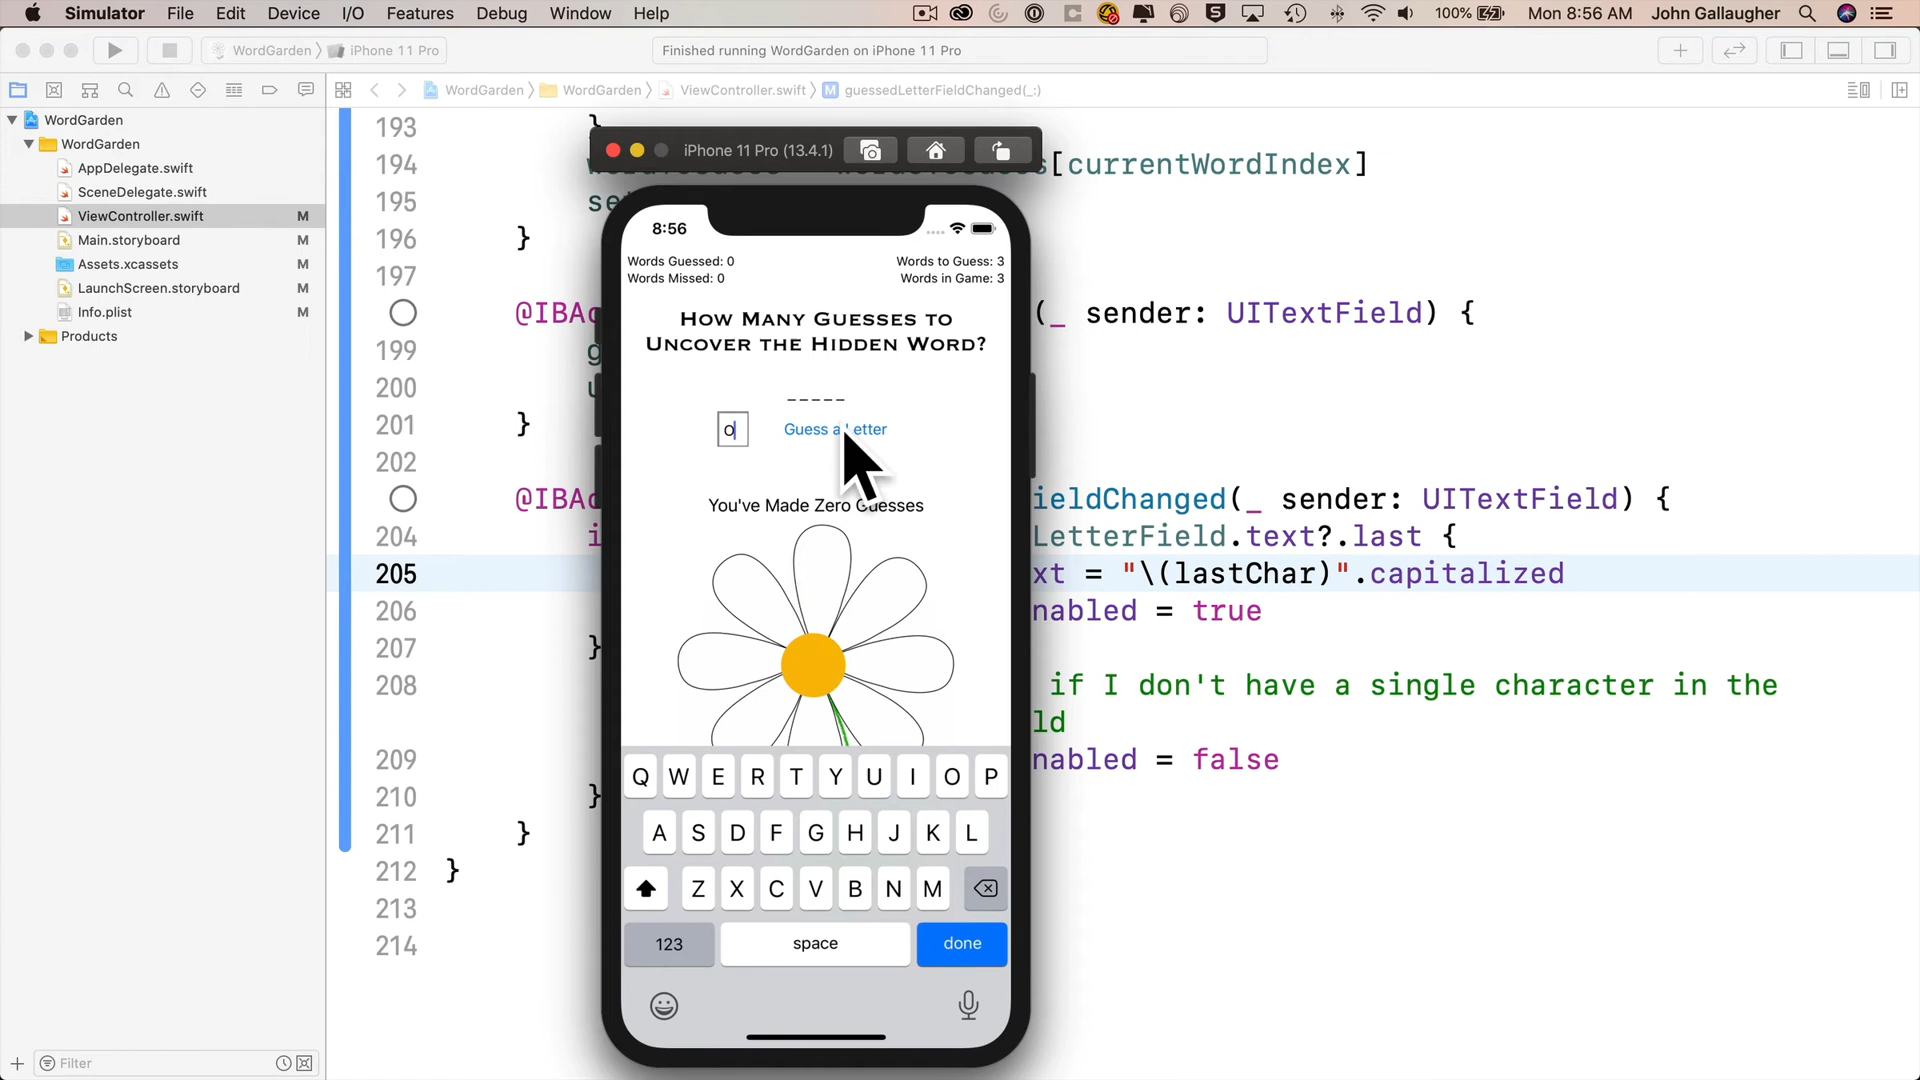 Simulator File Edit Device I/O Features Debug Window Help 100% Mon 8:56 AM John Gallaugher
WordGarden iPhone 11 Pro
Finished running WordGarden on iPhone 11 Pro
WordGarden WordGarden ViewController.swift M guessedLetterFieldChanged(_:)
WordGarden
WordGarden
AppDelegate.swift
SceneDelegate.swift
ViewController.swift M
Main.storyboard M
Assets.xcassets M
LaunchScreen.storyboard M
Info.plist M
Products
Filter
193 }
194 [currentWordIndex]
195
196 }
197
@IBAc (_ sender: UITextField) {
199
200
201 }
202
@IBAc ieldChanged(_ sender: UITextField) {
204 LetterField.text?.last {
205 xt = "\(lastChar)".capitalized
206 nabled = true
207 }
208 if I don't have a single character in the
ld
209 nabled = false
210 }
211 }
212 }
213
214
iPhone 11 Pro (13.4.1)
8:56
Words Guessed: 0 Words to Guess: 3
Words Missed: 0 Words in Game: 3
How Many Guesses to
Uncover the Hidden Word?
_ _ _ _ _
o Guess a Letter
You've Made Zero Guesses
Q W E R T Y U I O P
A S D F G H J K L
Z X C V B N M
123 space done